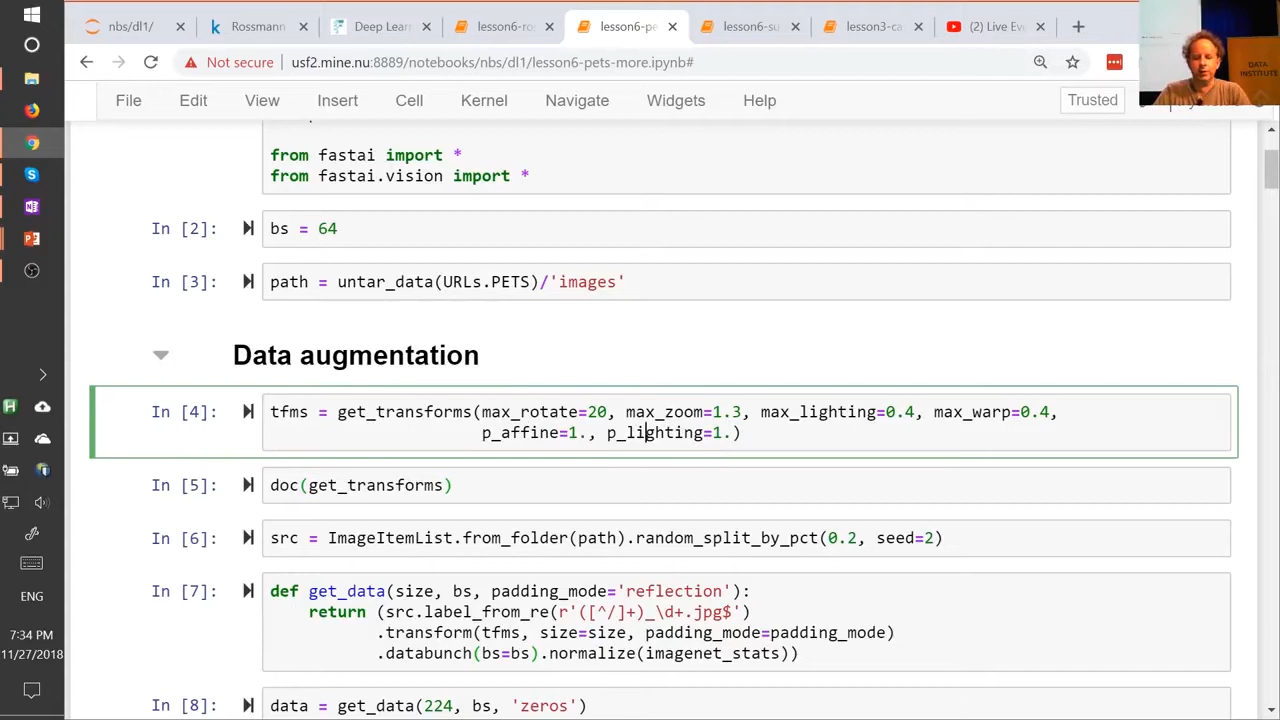 nbs/dl1/
Rossmann
Deep Learn
lesson6-ro
lesson6-pe
lesson6-su
lesson3-ca
(2) Live Eve
Not secure
usf2.mine.nu:8889/notebooks/nbs/dl1/lesson6-pets-more.ipynb#
DATA
INSTITUTE
File
Edit
View
Insert
Cell
Kernel
Navigate
Widgets
Help
Trusted
from fastai import *
from fastai.vision import *
In [2]:
bs = 64
In [3]:
path = untar_data(URLs.PETS)/'images'
Data augmentation
In [4]:
tfms = get_transforms(max_rotate=20, max_zoom=1.3, max_lighting=0.4, max_warp=0.4,
p_affine=1., p_lighting=1.)
In [5]:
doc(get_transforms)
In [6]:
src = ImageItemList.from_folder(path).random_split_by_pct(0.2, seed=2)
In [7]:
def get_data(size, bs, padding_mode='reflection'):
return (src.label_from_re(r'([^/]+)_\d+.jpg$')
.transform(tfms, size=size, padding_mode=padding_mode)
.databunch(bs=bs).normalize(imagenet_stats))
In [8]:
data = get_data(224, bs, 'zeros')
ENG
7:34 PM
11/27/2018